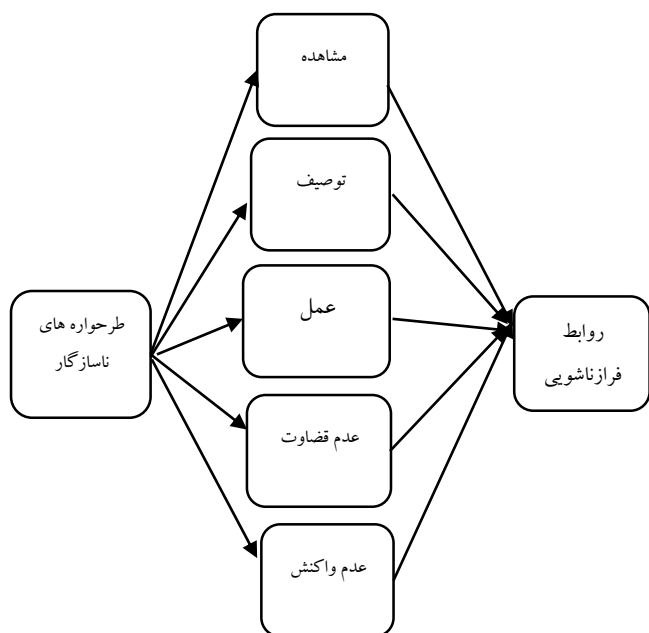 مشاهده
توصیف
عمل
طرحواره های
ناسازگار
روابط
فرازناشویی
عدم قضاوت
عدم واکنش